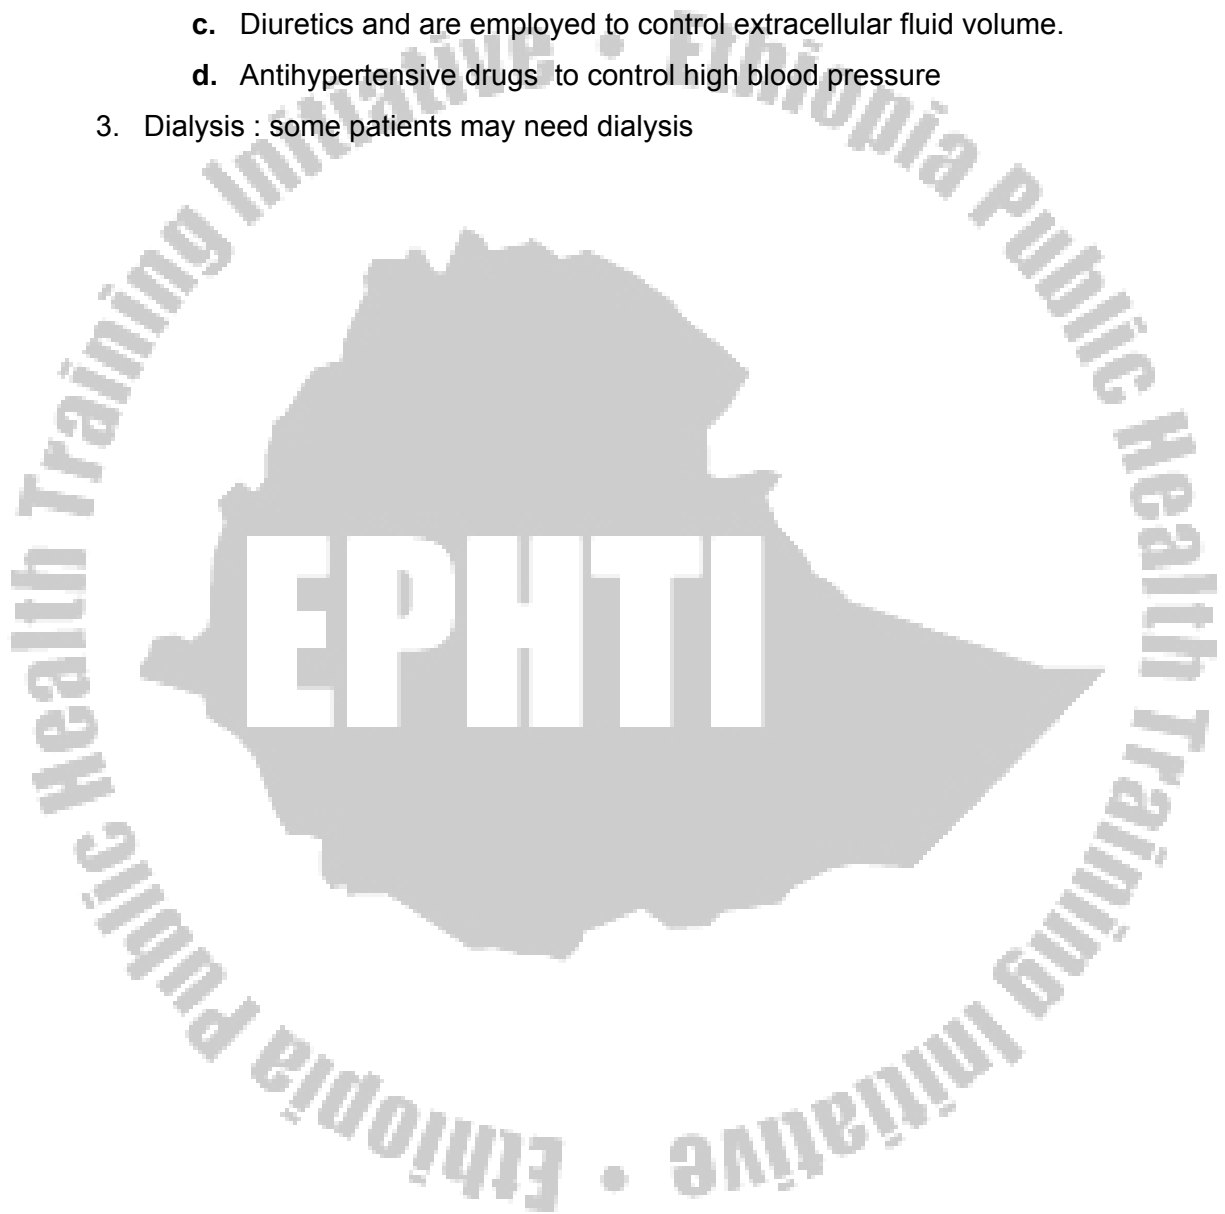 c. Diuretics and are employed to control extracellular fluid volume.
d. Antihypertensive drugs to control high blood pressure
3. Dialysis : some patients may need dialysis
Ethiopia Public Health Training Initiative • Ethiopia Public Health Training Initiative •
EPHTI